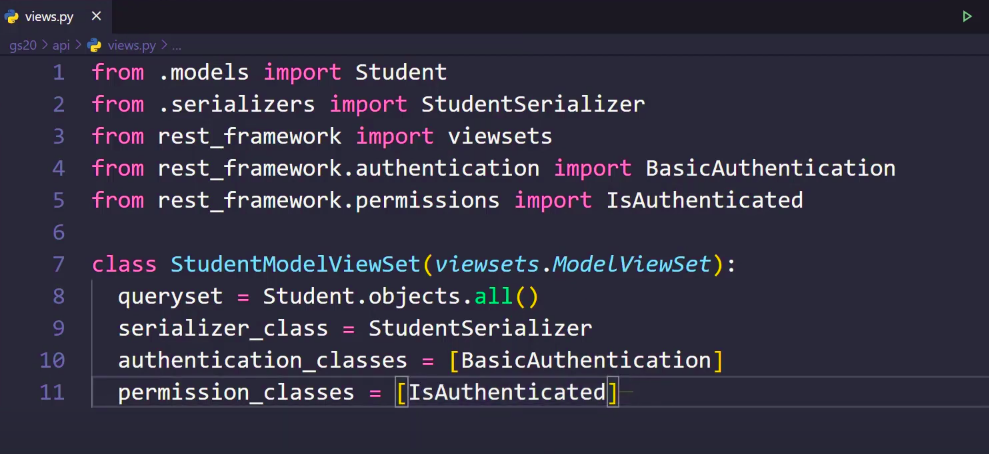 views.py
gs20 > api > views.py > ...
1 from .models import Student
2 from .serializers import StudentSerializer
3 from rest_framework import viewsets
4 from rest_framework.authentication import BasicAuthentication
5 from rest_framework.permissions import IsAuthenticated
6
7 class StudentModelViewSet(viewsets.ModelViewSet):
8 queryset = Student.objects.all()
9 serializer_class = StudentSerializer
10 authentication_classes = [BasicAuthentication]
11 permission_classes = [IsAuthenticated]